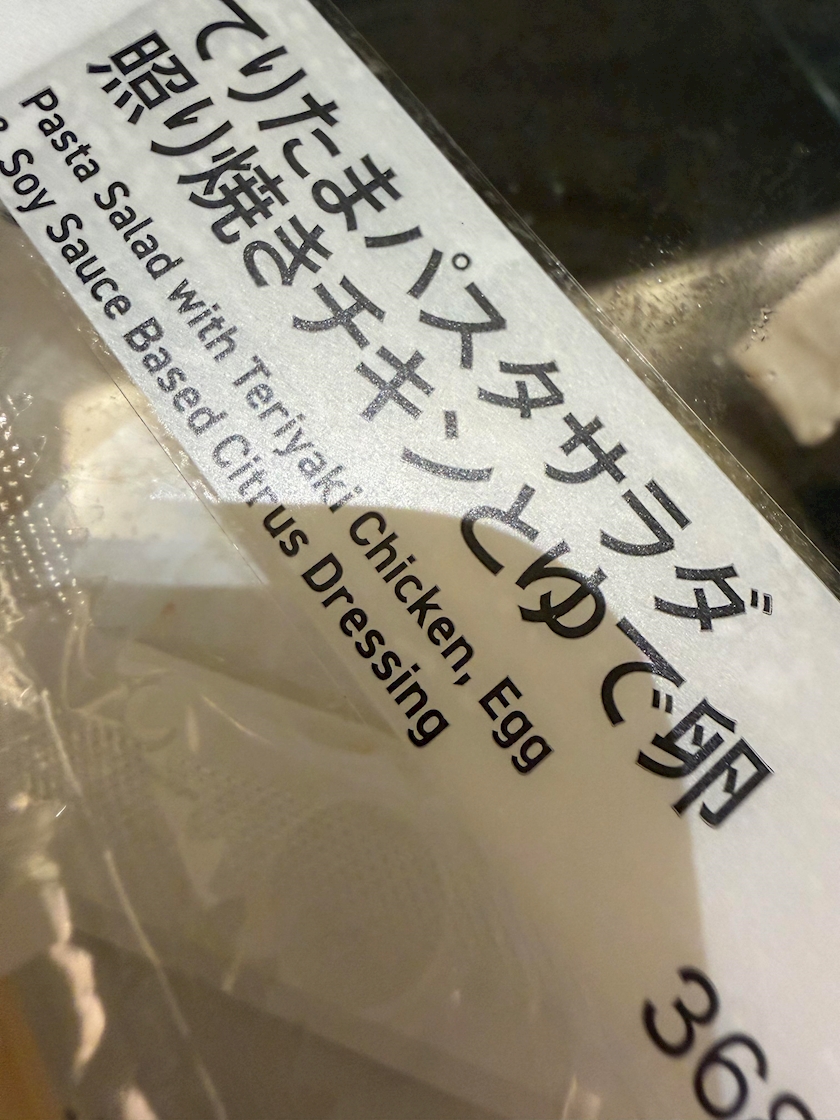 てりたまパスタサラダ
照り焼きチキンとゆで卵
Pasta Salad with Teriyaki Chicken, Egg
& Soy Sauce Based Citrus Dressing
368